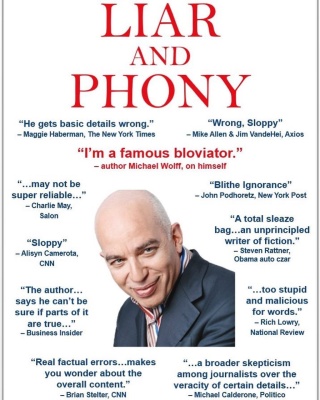 LIAR
AND
PHONY
“He gets basic details wrong.”
– Maggie Haberman, The New York Times
“Wrong, Sloppy”
– Mike Allen & Jim VandeHei, Axios
“I’m a famous bloviator.”
– author Michael Wolff, on himself
“…may not be
super reliable…”
– Charlie May,
Salon
“Blithe Ignorance”
– John Podhoretz, New York Post
“Sloppy”
– Alisyn Camerota,
CNN
“A total sleaze
bag…an unprincipled
writer of fiction.”
– Steven Rattner,
Obama auto czar
“The author…
says he can’t be
sure if parts of it
are true…”
– Business Insider
“…too stupid
and malicious
for words.”
– Rich Lowry,
National Review
“Real factual errors…makes
you wonder about the
overall content.”
– Brian Stelter, CNN
“…a broader skepticism
among journalists over the
veracity of certain details…”
– Michael Calderone, Politico